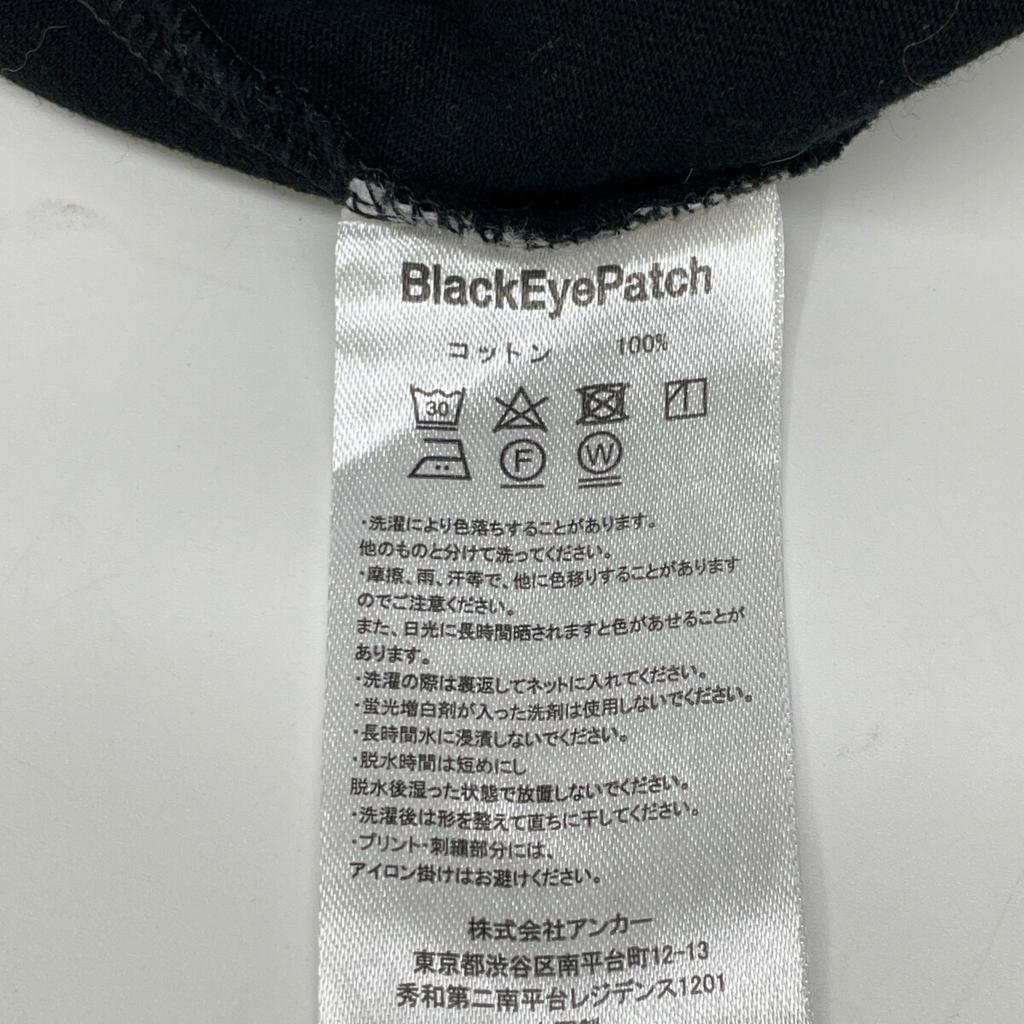 BlackEyePatch
コットン 100%
30
F W
・洗濯により色落ちすることがあります。
他のものと分けて洗ってください。
・摩擦、雨、汗等で、他に色移りすることがあります
のでご注意ください。
また、日光に長時間晒されますと色があせることが
あります。
・洗濯の際は裏返してネットに入れてください。
・蛍光増白剤が入った洗剤は使用しないでください。
・長時間水に浸漬しないでください。
・脱水時間は短めにし
脱水後湿った状態で放置しないでください。
・洗濯後は形を整えて直ちに干してください。
・プリント・刺繍部分には、
アイロン掛けはお避けください。
株式会社アンカー
東京都渋谷区南平台町12-13
秀和第二南平台レジデンス1201